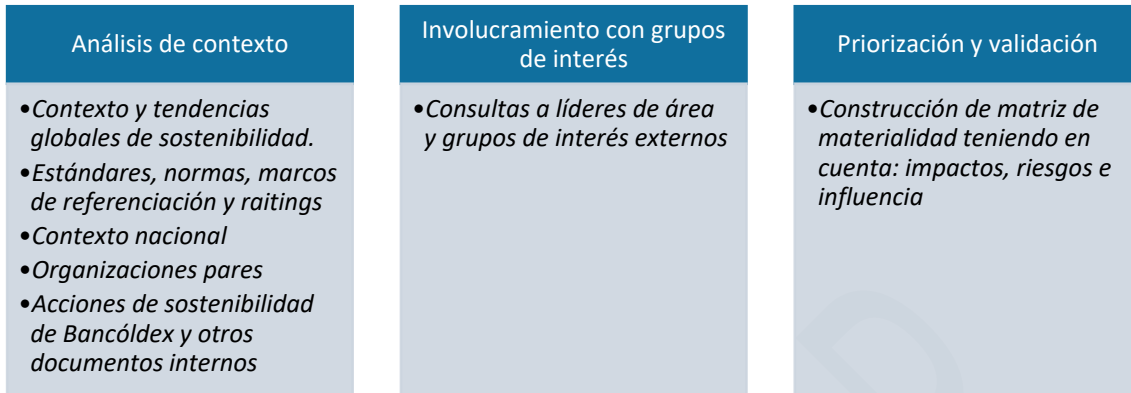 Análisis de contexto
•Contexto y tendencias
globales de sostenibilidad.
•Estándares, normas, marcos
de referenciación y raitings
•Contexto nacional
•Organizaciones pares
•Acciones de sostenibilidad
de Bancóldex y otros
documentos internos
Involucramiento con grupos
de interés
•Consultas a líderes de área
y grupos de interés externos
Priorización y validación
•Construcción de matriz de
materialidad teniendo en
cuenta: impactos, riesgos e
influencia